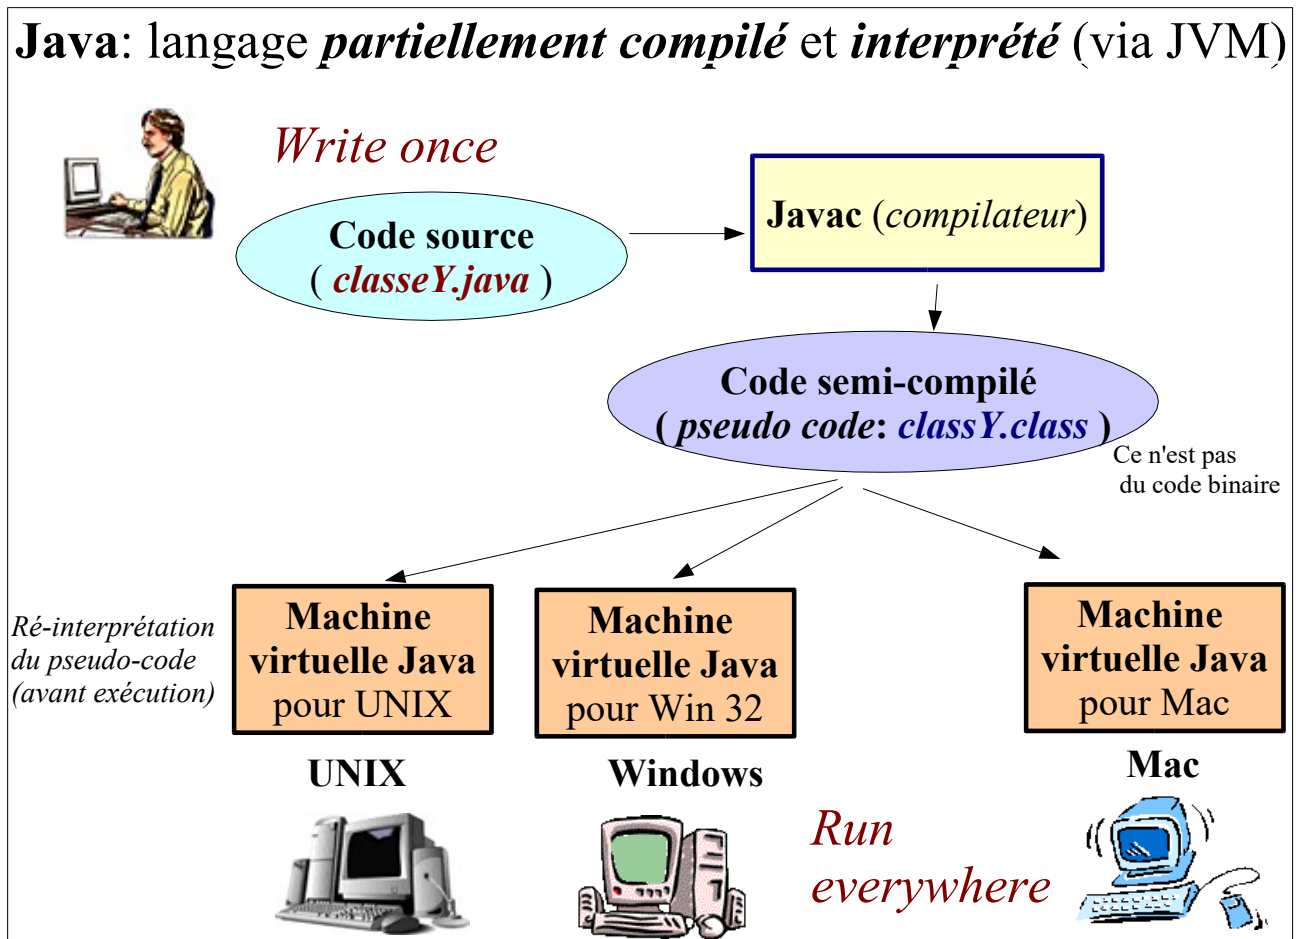 Java: langage partiellement compilé et interprété (via JVM)
Write once
Code source
( classeY.java )
Javac (compilateur)
Code semi-compilé
( pseudo code: classY.class )
Ce n'est pas
du code binaire
Ré-interprétation
du pseudo-code
(avant exécution)
Machine
virtuelle Java
pour UNIX
Machine
virtuelle Java
pour Win 32
Machine
virtuelle Java
pour Mac
UNIX
Windows
Mac
Run
everywhere